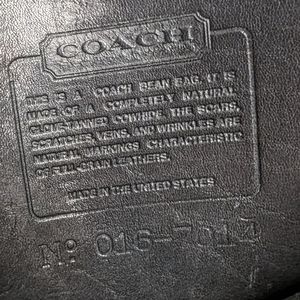 COACH
THIS IS A COACH BEAN BAG. IT IS
MADE OF A COMPLETELY NATURAL
GLOVE-TANNED COWHIDE. THE SCARS,
SCRATCHES, VEINS, AND WRINKLES ARE
NATURAL MARKINGS CHARACTERISTIC
OF FULL-GRAIN LEATHERS.
MADE IN THE UNITED STATES
No 016-7014